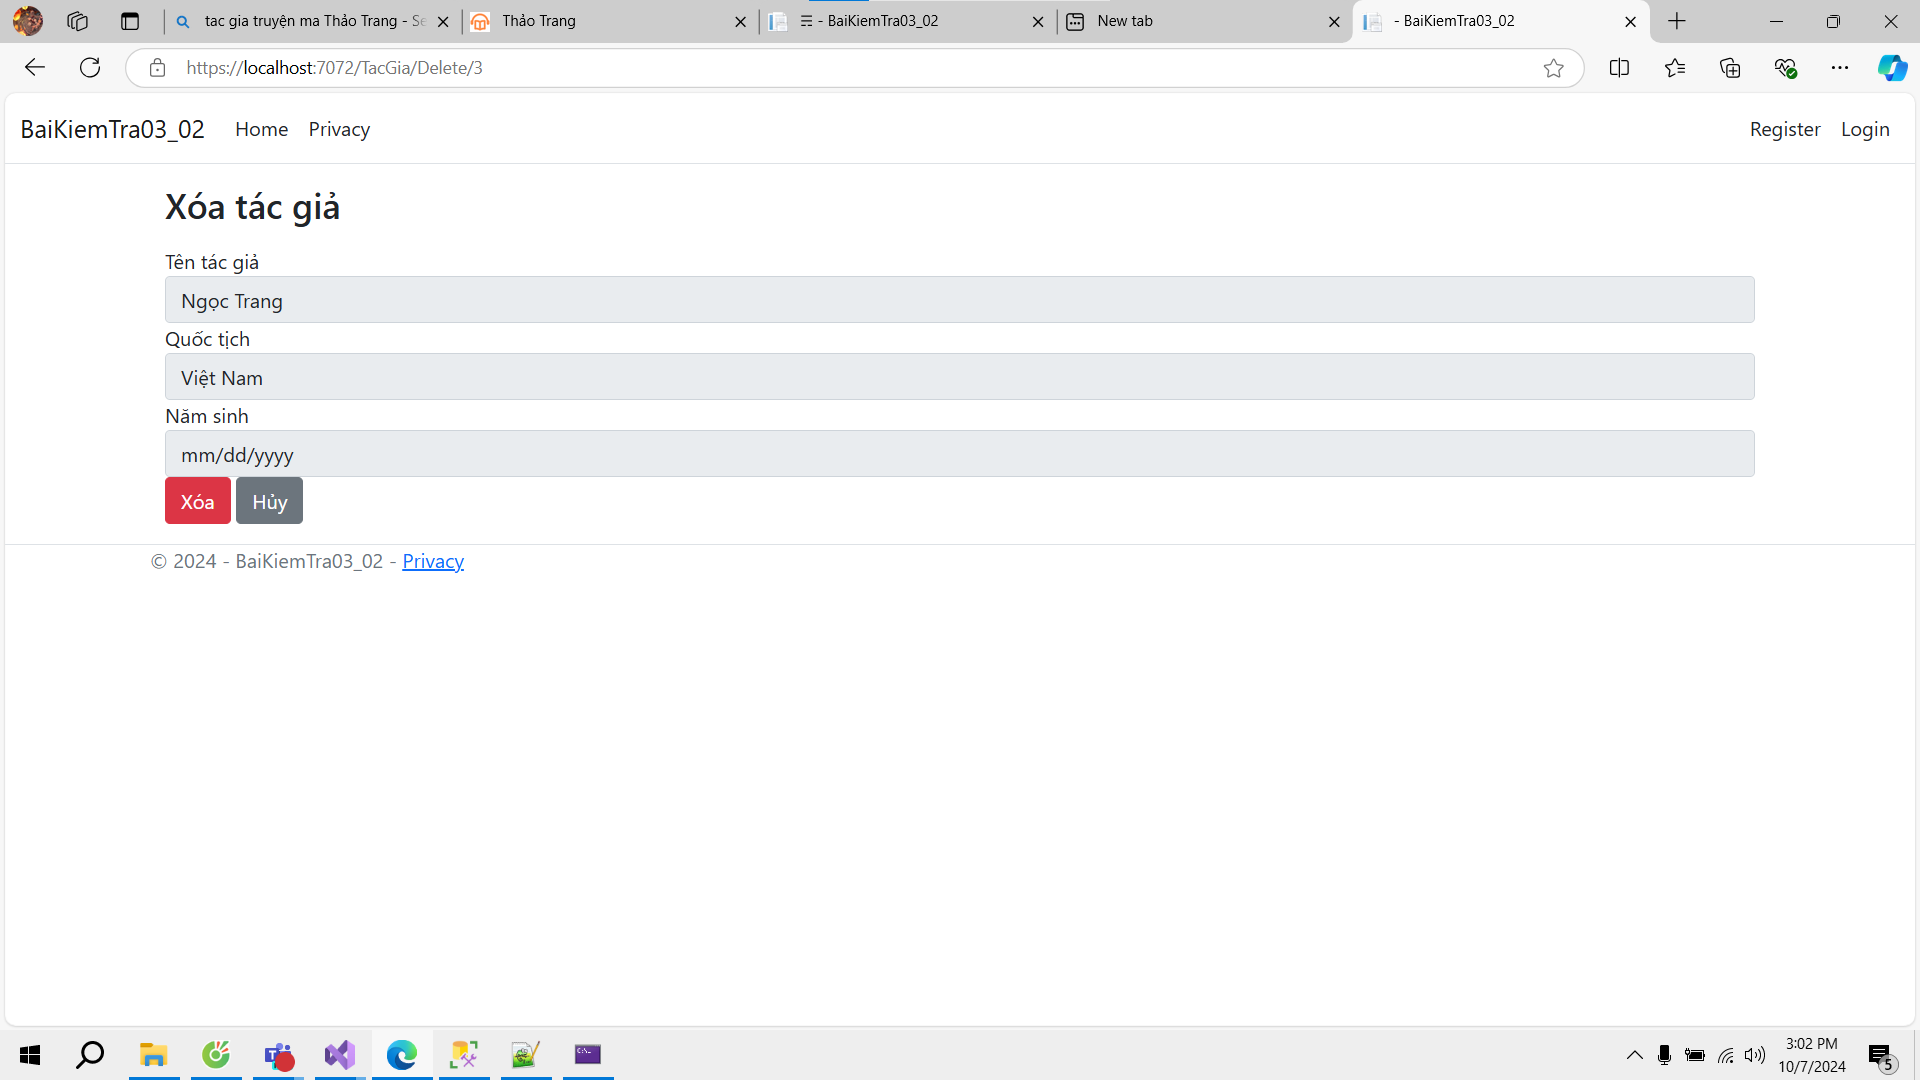 tac gia truyện ma Thảo Trang - Se
Thảo Trang
☰ - BaiKiemTra03_02
New tab
- BaiKiemTra03_02
https://localhost:7072/TacGia/Delete/3
BaiKiemTra03_02 Home Privacy Register Login
Xóa tác giả
Tên tác giả
Ngọc Trang
Quốc tịch
Việt Nam
Năm sinh
mm/dd/yyyy
Xóa Hủy
© 2024 - BaiKiemTra03_02 - Privacy
3:02 PM
10/7/2024
5